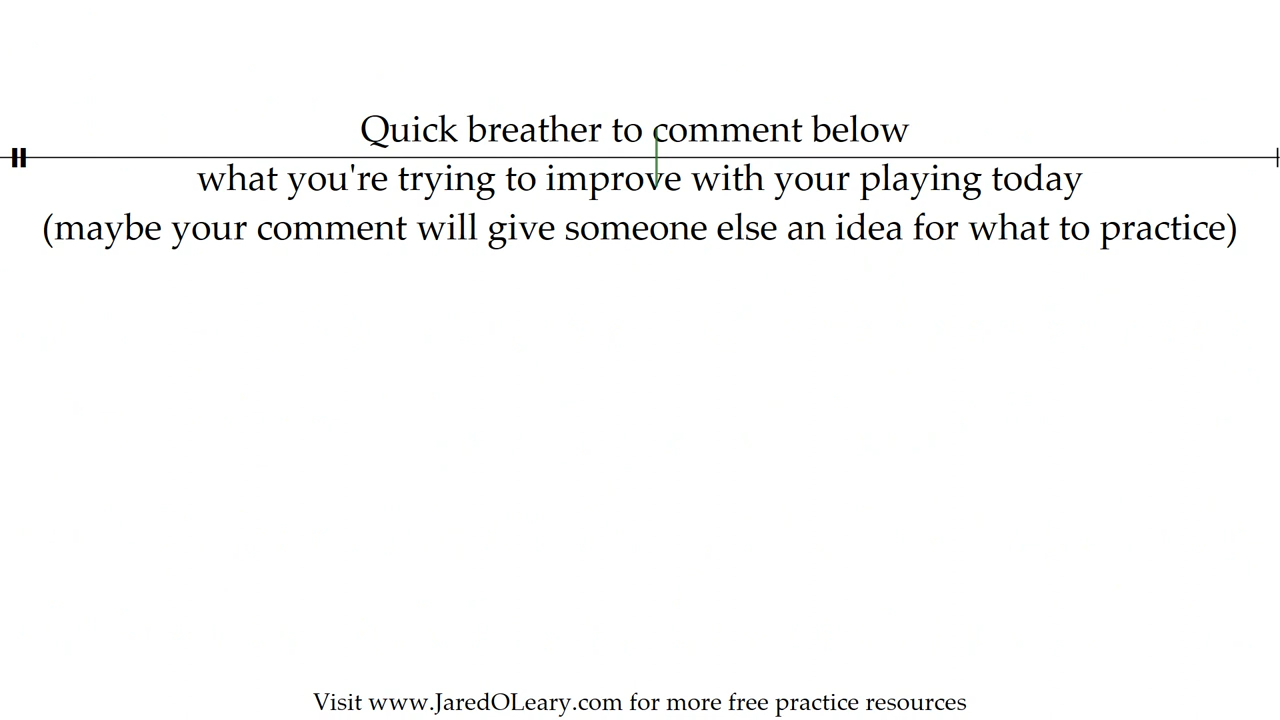 Quick breather to comment below
what you're trying to improve with your playing today
(maybe your comment will give someone else an idea for what to practice)
Visit www.JaredOLeary.com for more free practice resources